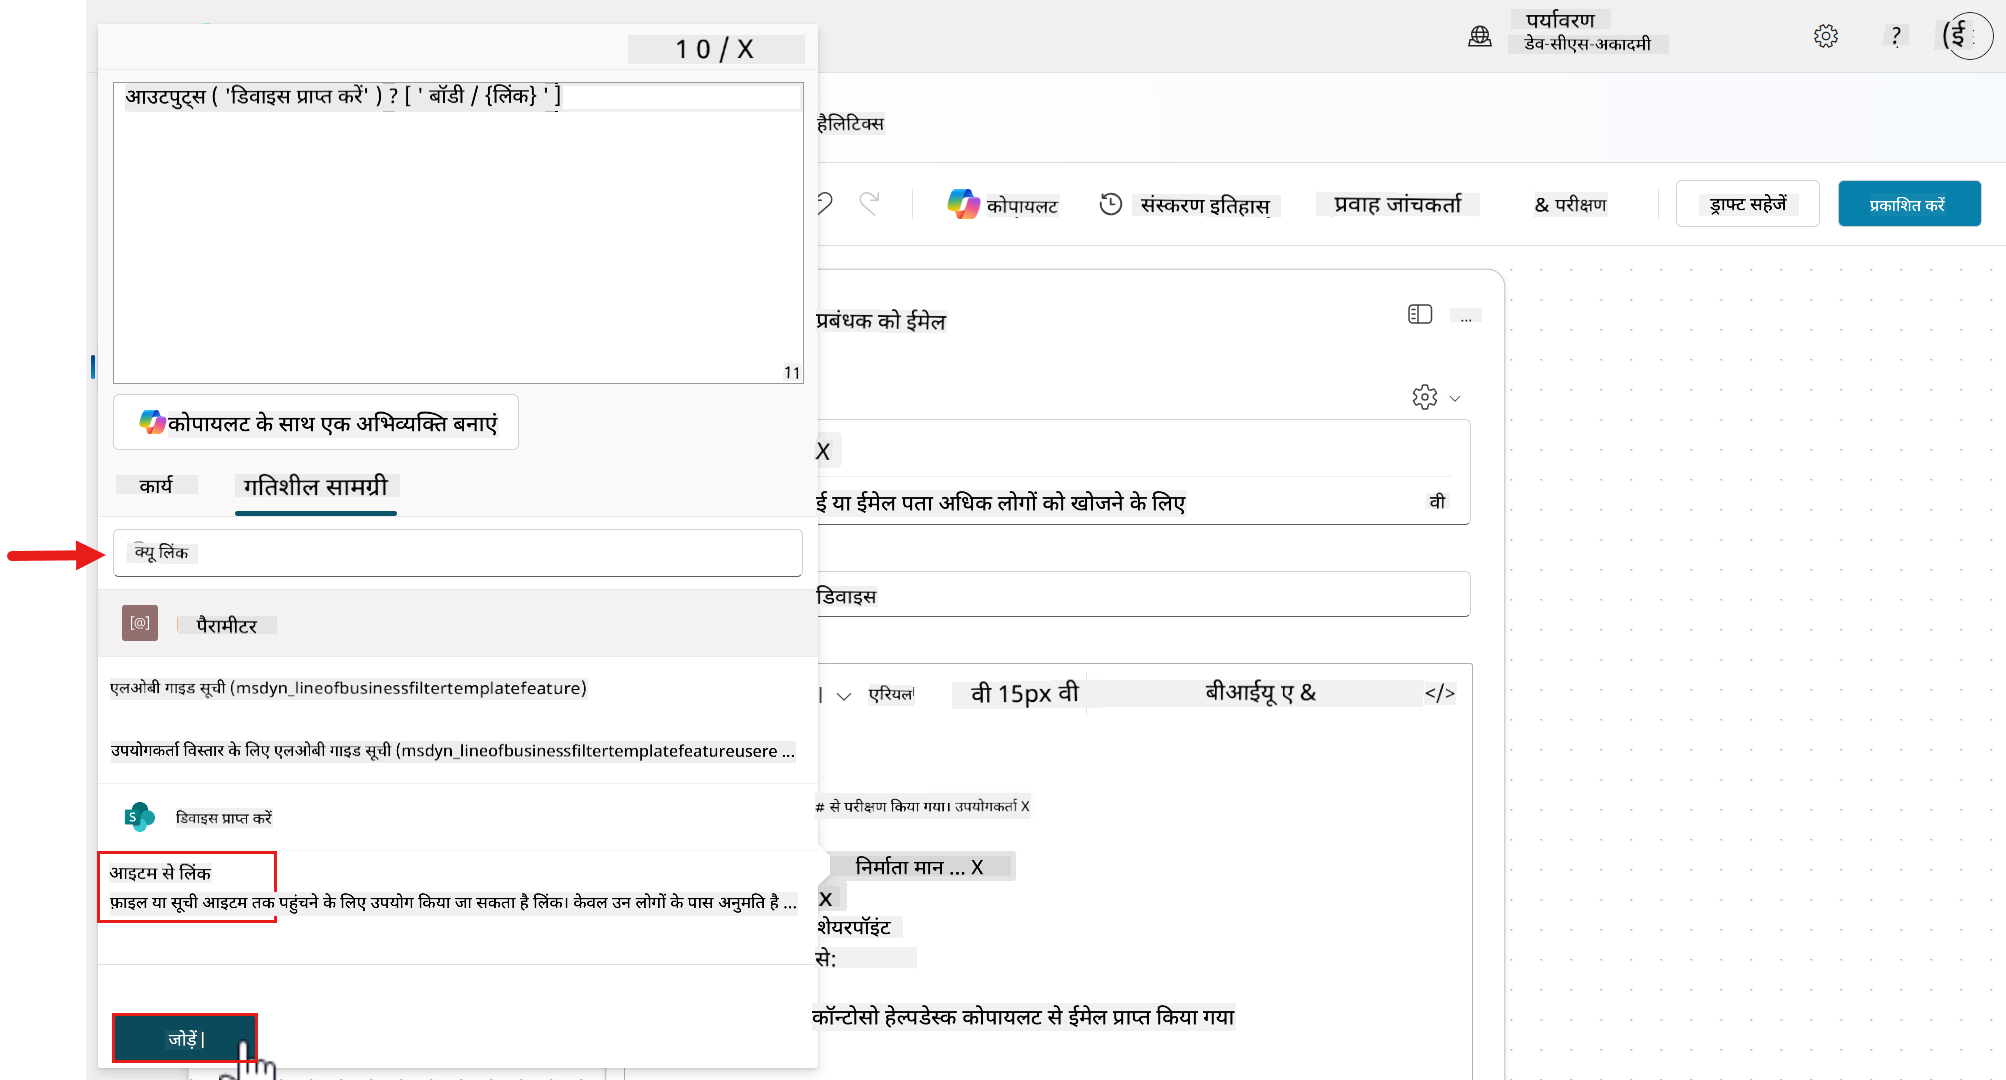 10/X
पर्यावरण
डेव-सीएस-अकादमी
?
(ई
आउटपुट्स ( 'डिवाइस प्राप्त करें' ) ? [ ' बॉडी / {लिंक} ' ]
11
हैलिटिक्स
कोपायलट
संस्करण इतिहास
प्रवाह जांचकर्ता
& परीक्षण
ड्राफ्ट सहेजें
प्रकाशित करें
कोपायलट के साथ एक अभिव्यक्ति बनाएं
कार्य
गतिशील सामग्री
क्यू लिंक
[@]
पैरामीटर
एलओबी गाइड सूची (msdyn_lineofbusinessfiltertemplatefeature)
उपयोगकर्ता विस्तार के लिए एलओबी गाइड सूची (msdyn_lineofbusinessfiltertemplatefeatureusere ...
S
डिवाइस प्राप्त करें
आइटम से लिंक
फ़ाइल या सूची आइटम तक पहुंचने के लिए उपयोग किया जा सकता है लिंक। केवल उन लोगों के पास अनुमति है ...
जोड़ें|
प्रबंधक को ईमेल
...
X
ई या ईमेल पता अधिक लोगों को खोजने के लिए
वी
डिवाइस
एरियल
वी 15px वी
बीआईयू ए &
</>
# से परीक्षण किया गया। उपयोगकर्ता X
निर्माता मान ... X
X
शेयरपॉइंट
से:
कॉन्टोसो हेल्पडेस्क कोपायलट से ईमेल प्राप्त किया गया